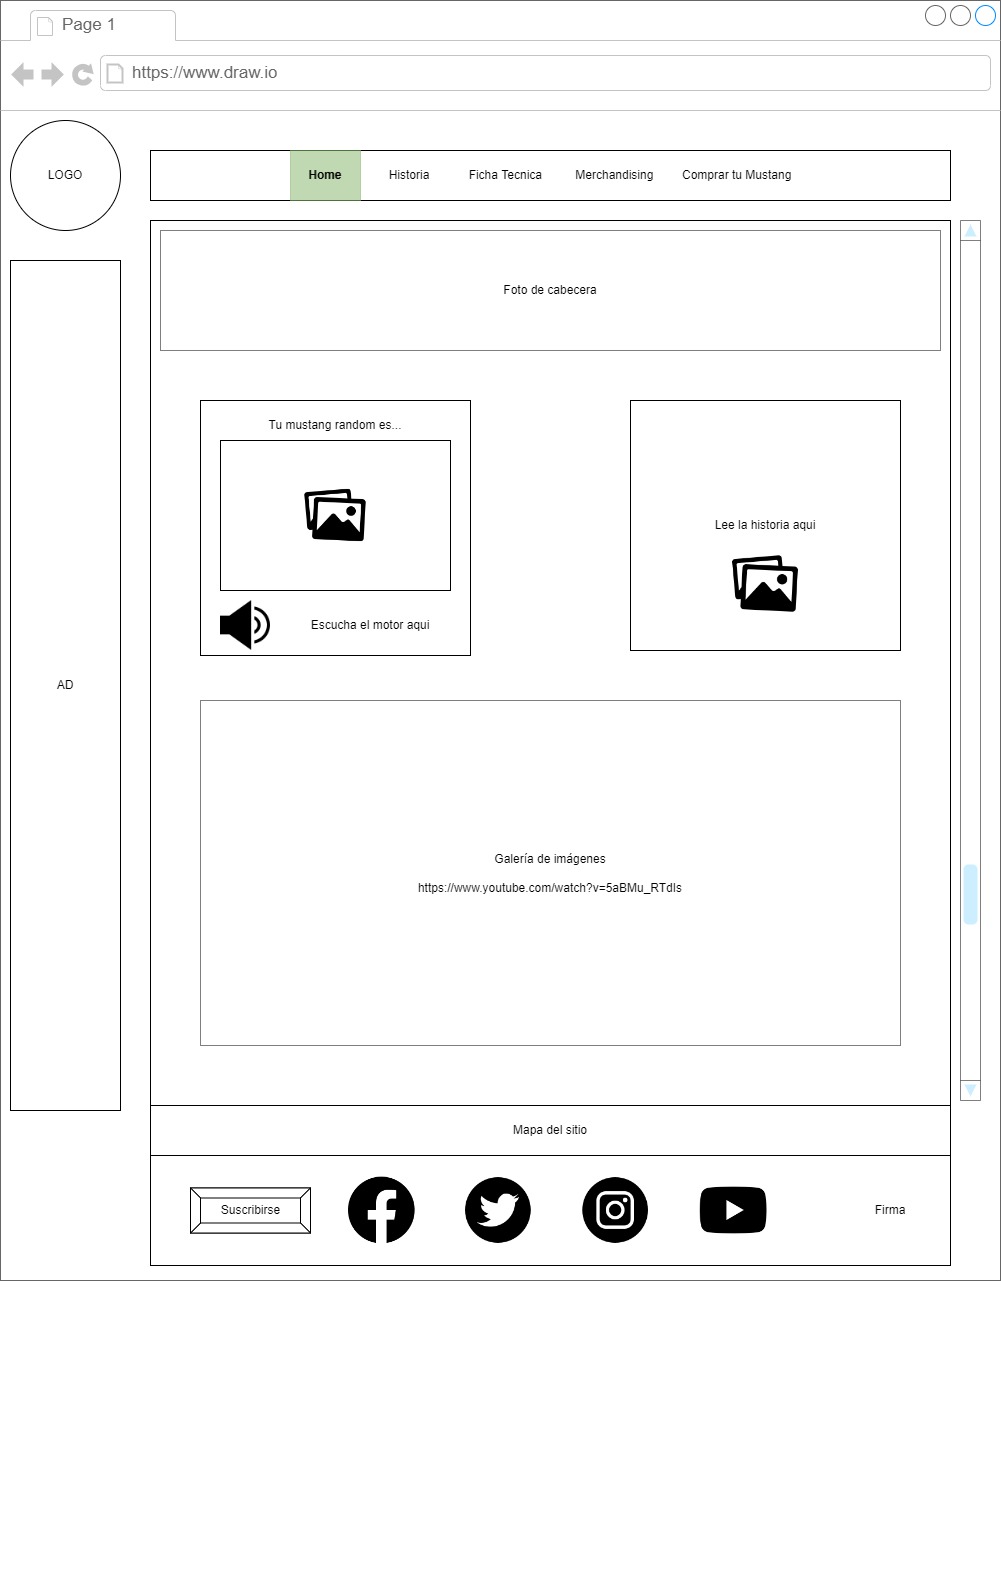 Page 1
https://www.draw.io
LOGO
Home
Historia
Ficha Tecnica
Merchandising
Comprar tu Mustang
Foto de cabecera
Tu mustang random es...
Escucha el motor aqui
Lee la historia aqui
AD
Galería de imágenes
https://www.youtube.com/watch?v=5aBMu_RTdIs
Mapa del sitio
Suscribirse
Firma